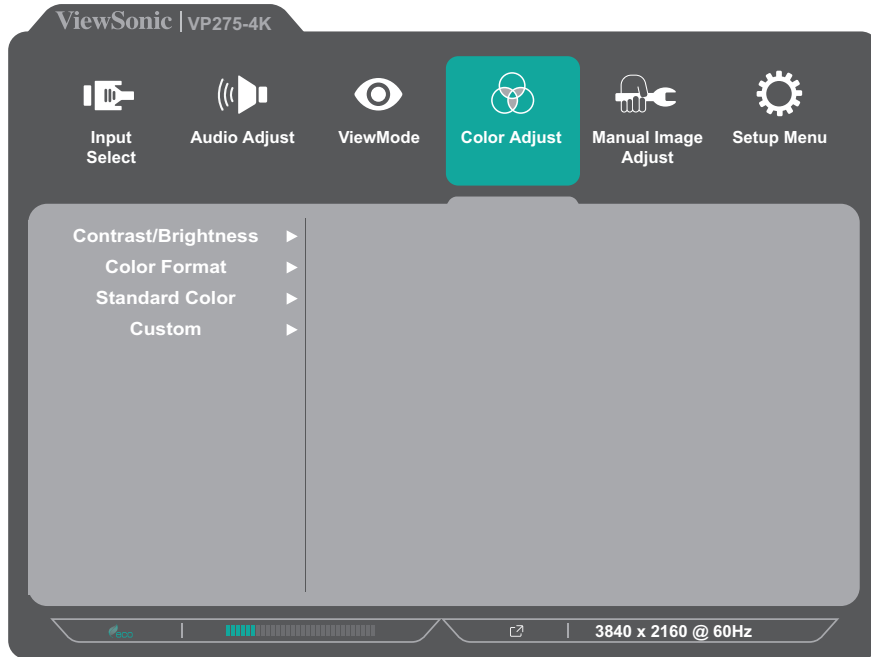 ViewSonic | VP275-4K
Input
Select
Audio Adjust
ViewMode
Color Adjust
Manual Image
Adjust
Setup Menu
Contrast/Brightness
Color Format
Standard Color
Custom
eco
3840 x 2160 @ 60Hz